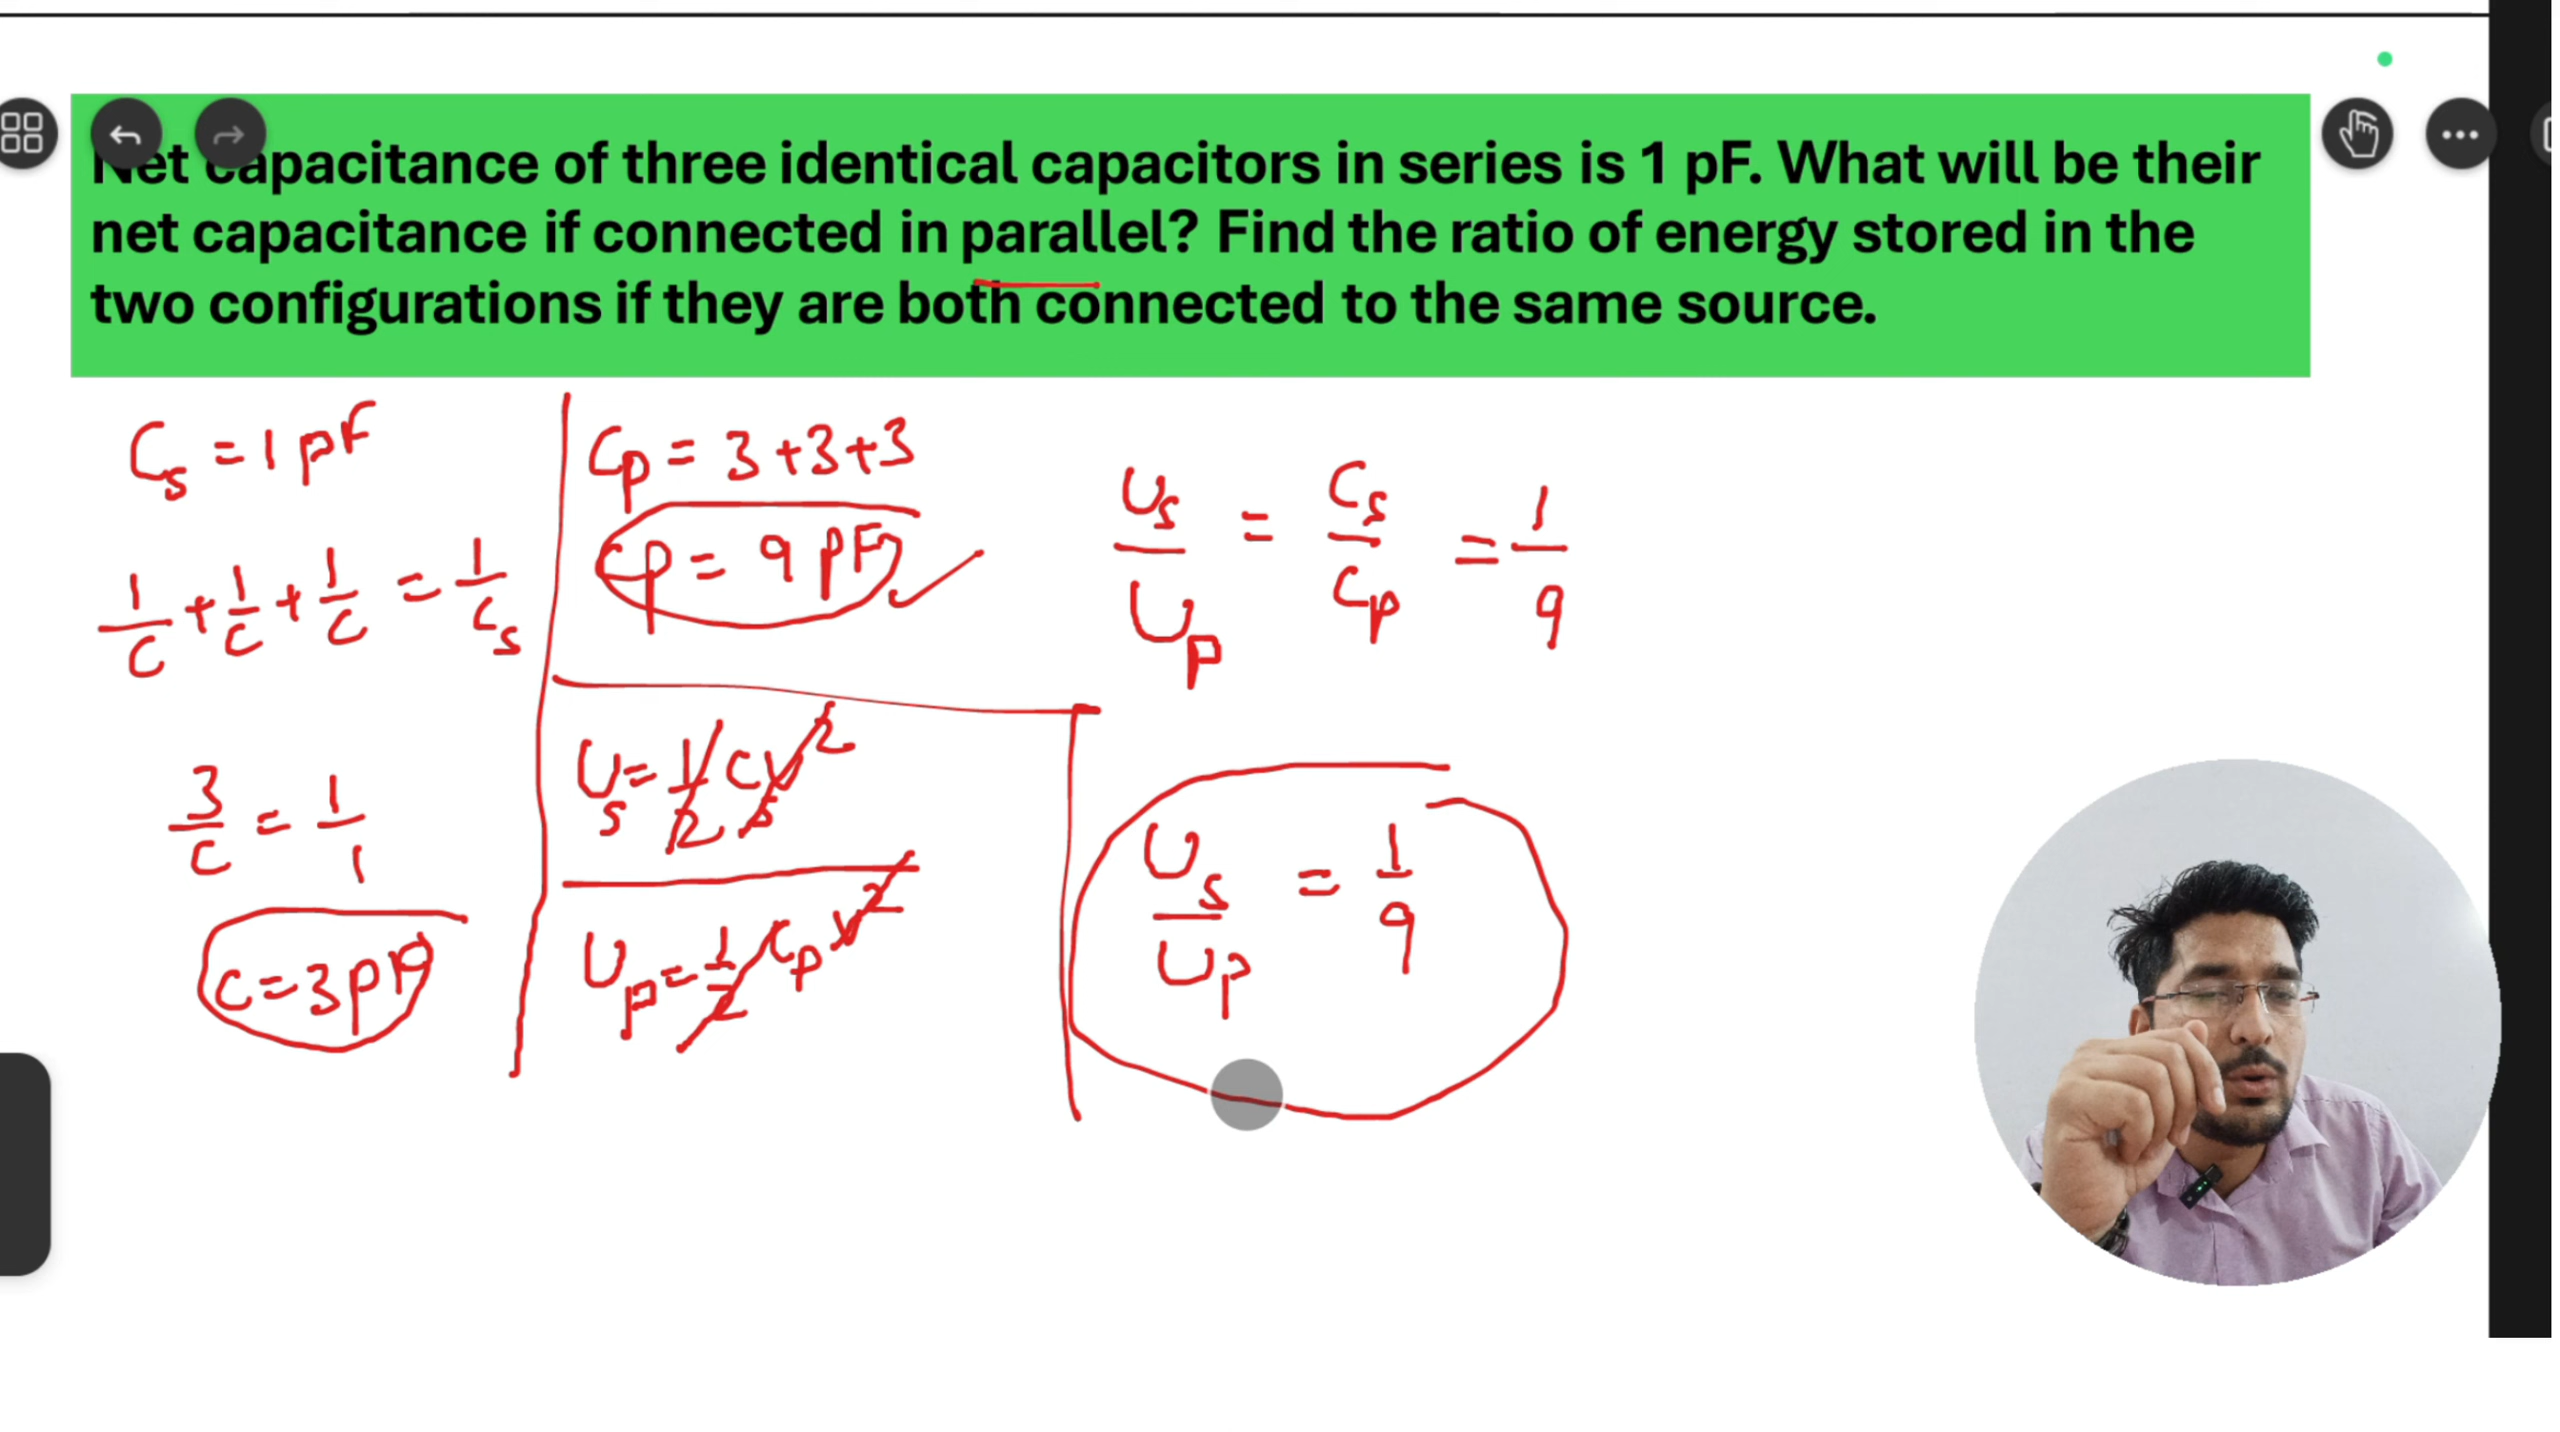 Net capacitance of three identical capacitors in series is 1 pF. What will be their
net capacitance if connected in parallel? Find the ratio of energy stored in the
two configurations if they are both connected to the same source.
Cs = 1 pF
1/C + 1/C + 1/C = 1/Cs
3/C = 1/1
C = 3 pF
Cp = 3+3+3
Cp = 9 pF
Us = 1/2 CsV²
Up = 1/2 CpV²
Us/Up = Cs/Cp = 1/9
Us/Up = 1/9